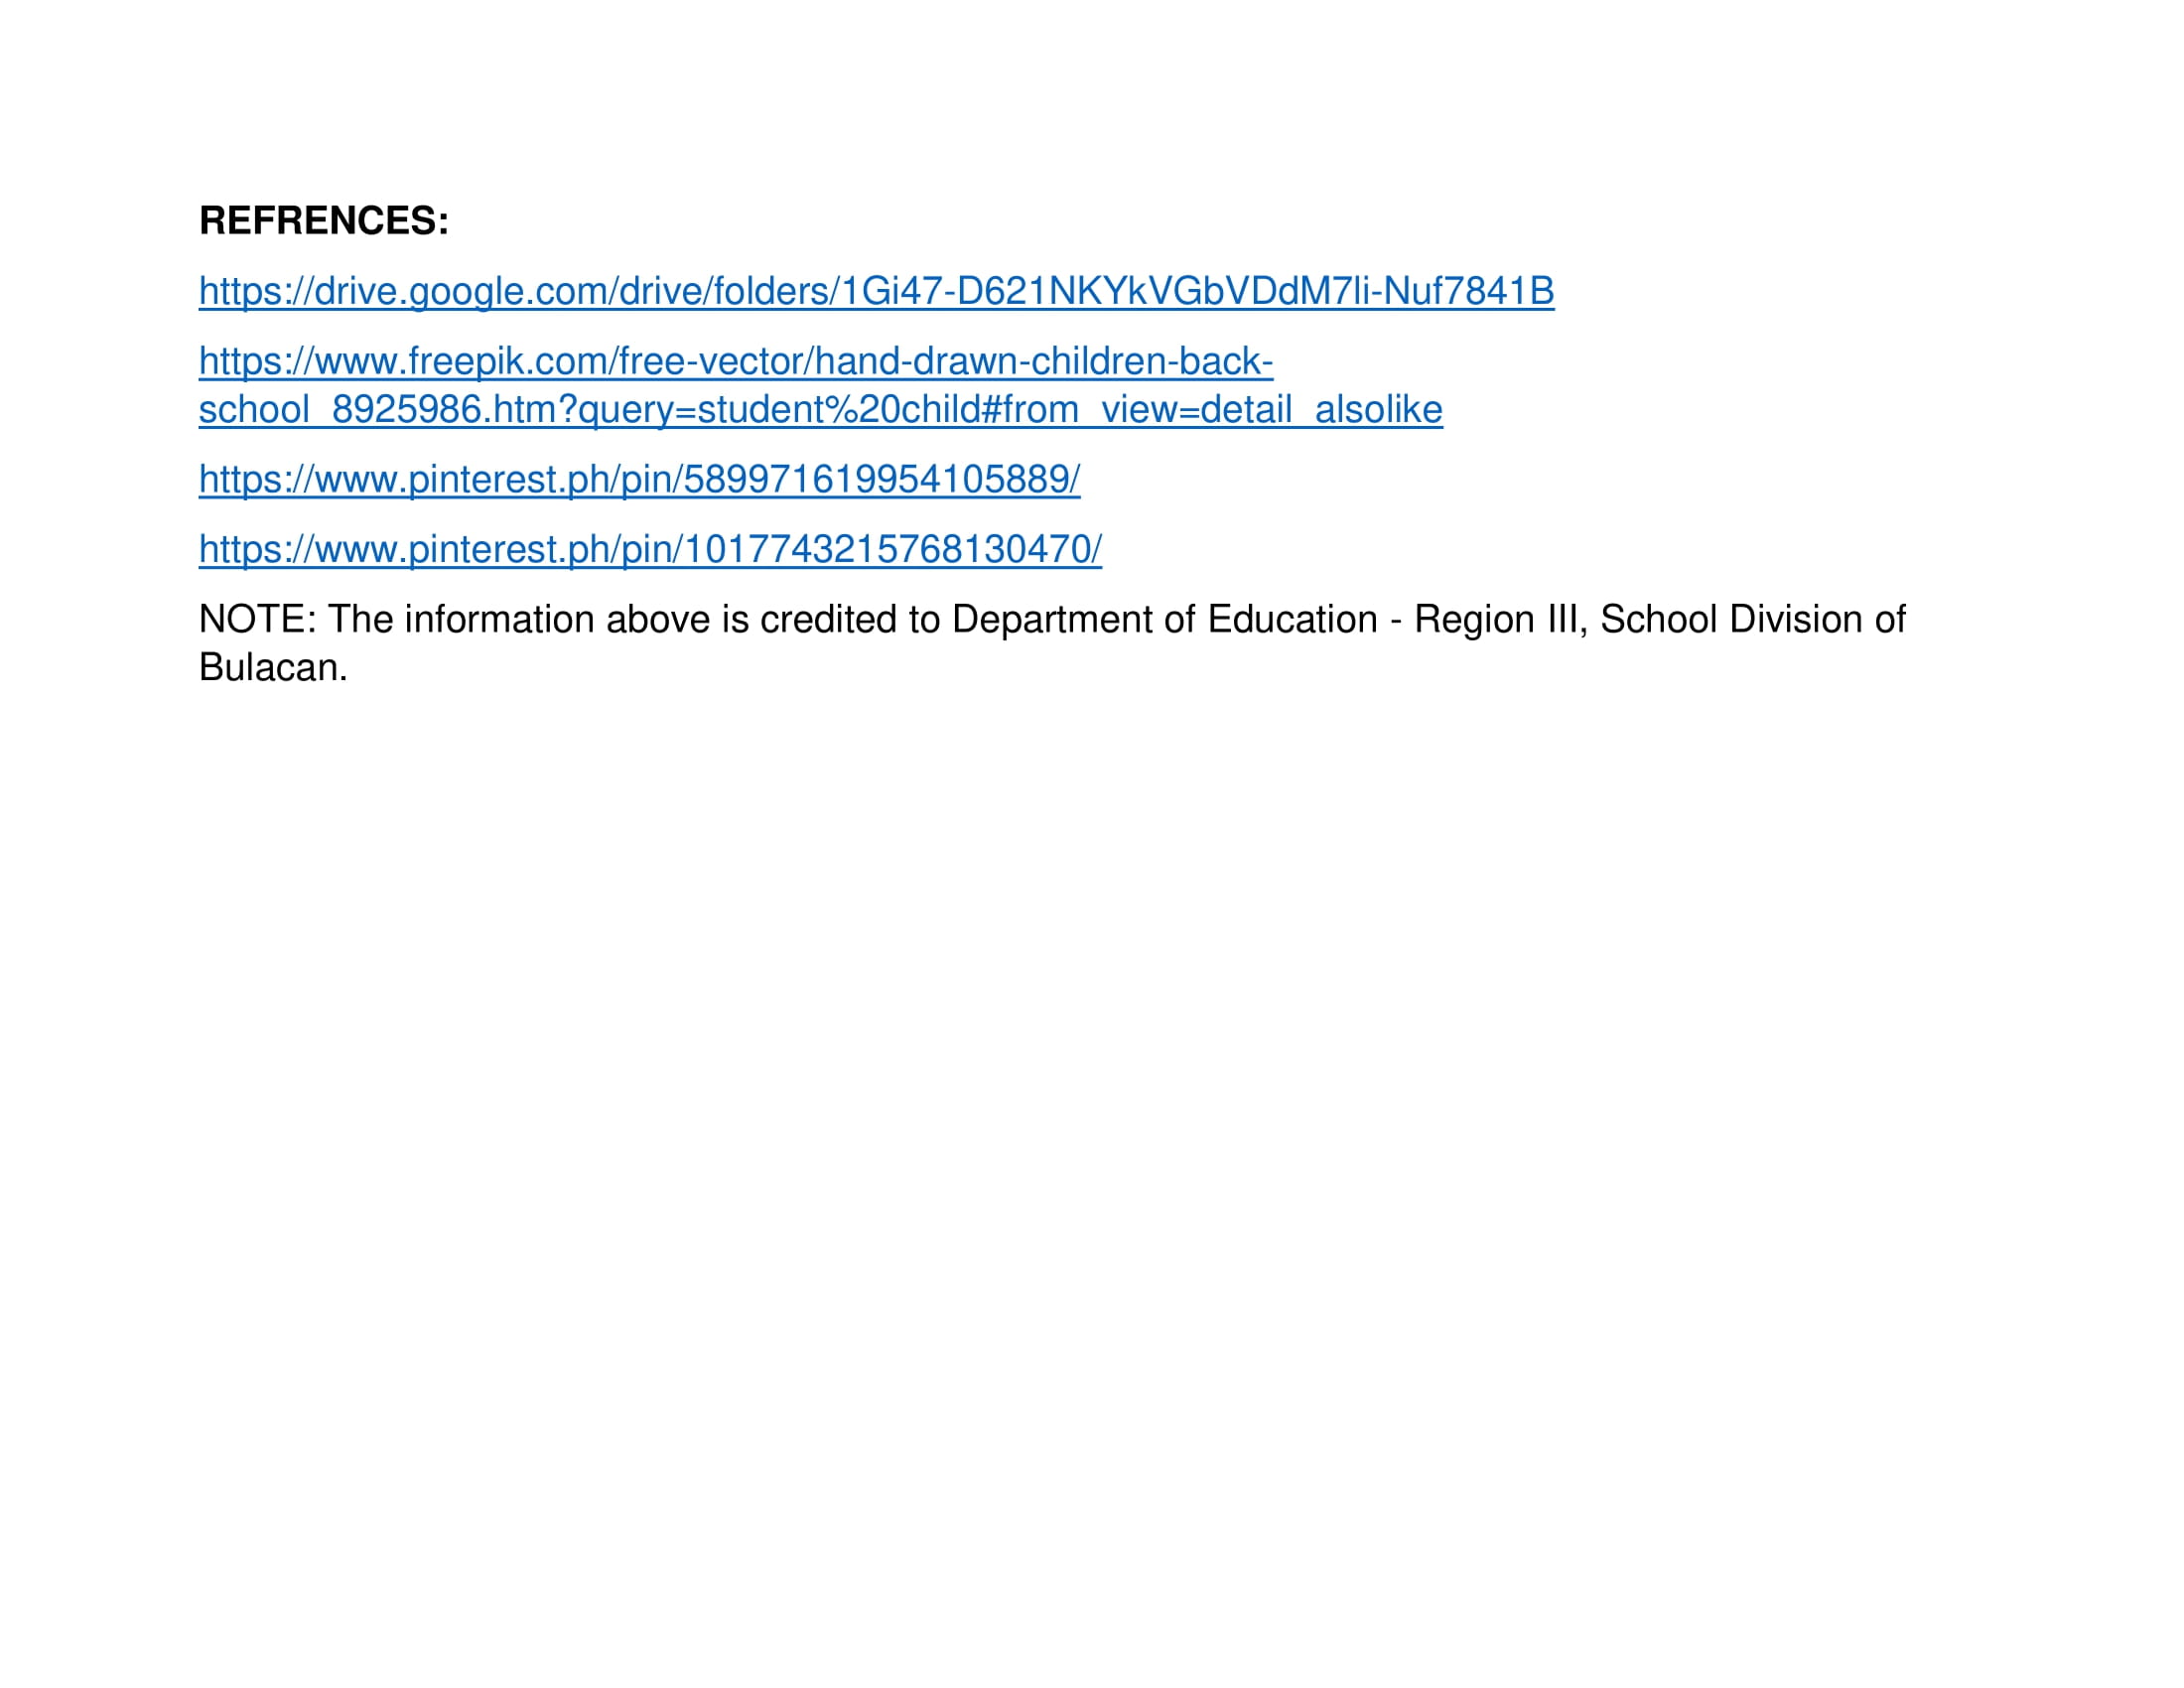 REFRENCES:
https://drive.google.com/drive/folders/1Gi47-D621NKYkVGbVDdM7li-Nuf7841B
https://www.freepik.com/free-vector/hand-drawn-children-back-
school_8925986.htm?query=student%20child#from_view=detail_alsolike
https://www.pinterest.ph/pin/589971619954105889/
https://www.pinterest.ph/pin/1017743215768130470/
NOTE: The information above is credited to Department of Education - Region III, School Division of
Bulacan.